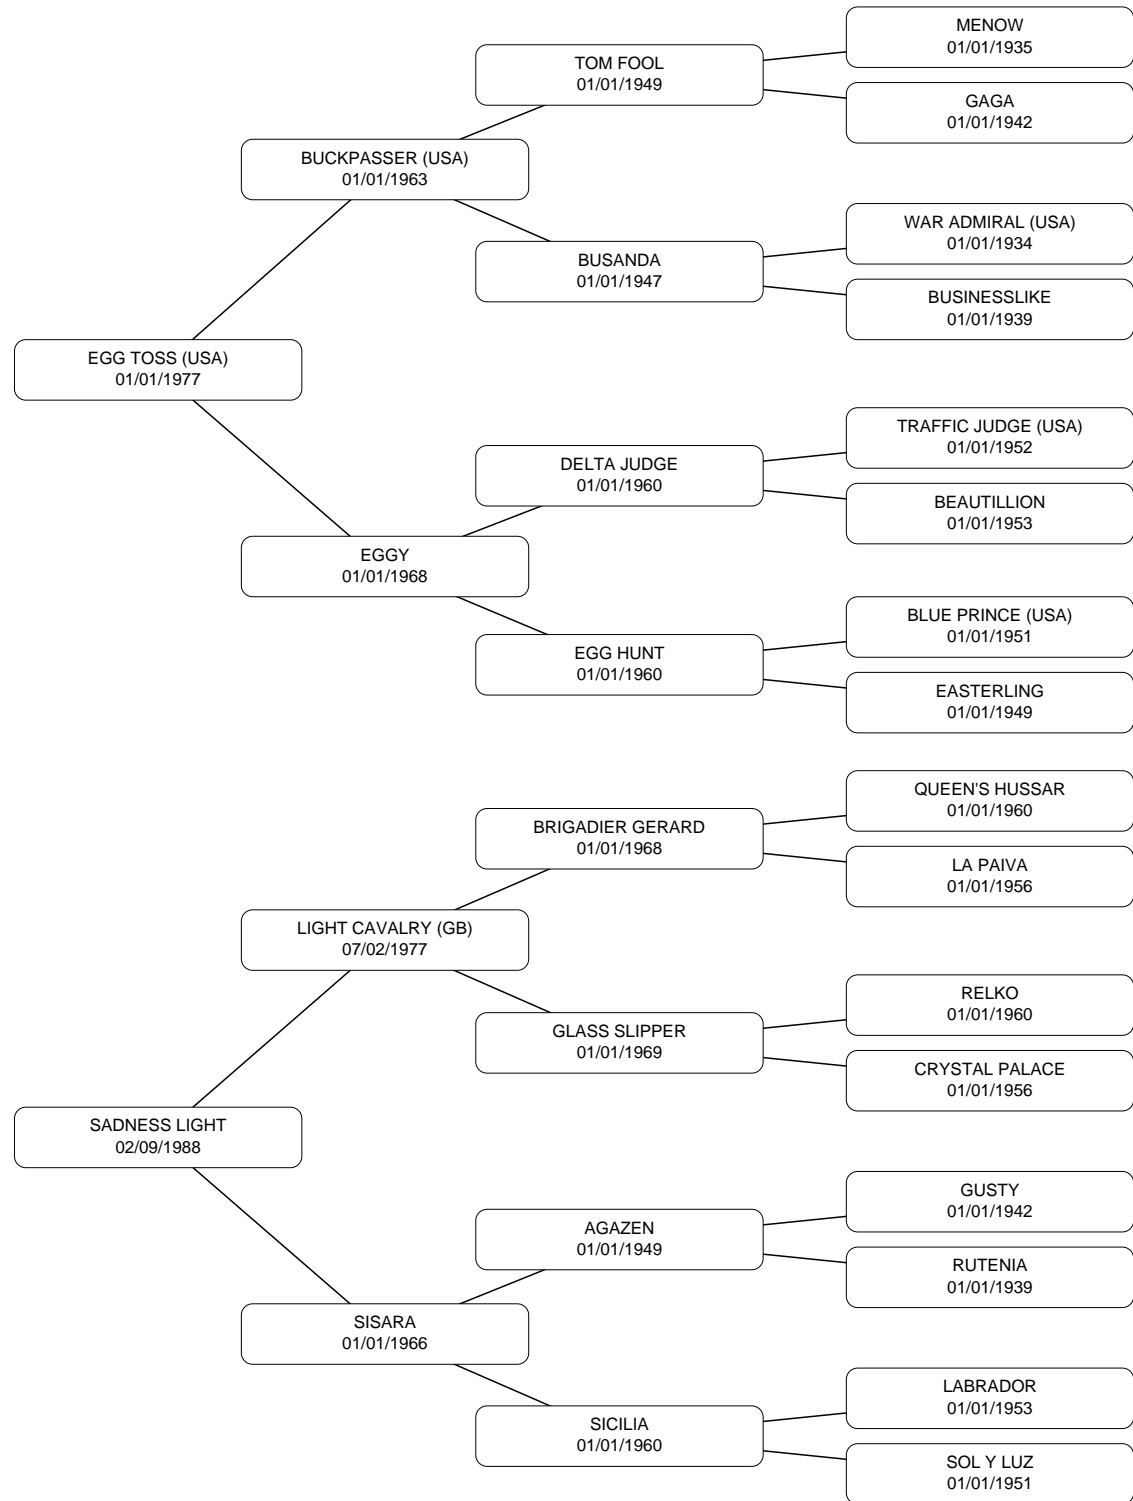 MENOW
01/01/1935
TOM FOOL
01/01/1949
GAGA
01/01/1942
BUCKPASSER (USA)
01/01/1963
WAR ADMIRAL (USA)
01/01/1934
BUSANDA
01/01/1947
BUSINESSLIKE
01/01/1939
EGG TOSS (USA)
01/01/1977
TRAFFIC JUDGE (USA)
01/01/1952
DELTA JUDGE
01/01/1960
BEAUTILLION
01/01/1953
EGGY
01/01/1968
BLUE PRINCE (USA)
01/01/1951
EGG HUNT
01/01/1960
EASTERLING
01/01/1949
QUEEN'S HUSSAR
01/01/1960
BRIGADIER GERARD
01/01/1968
LA PAIVA
01/01/1956
LIGHT CAVALRY (GB)
07/02/1977
RELKO
01/01/1960
GLASS SLIPPER
01/01/1969
CRYSTAL PALACE
01/01/1956
SADNESS LIGHT
02/09/1988
GUSTY
01/01/1942
AGAZEN
01/01/1949
RUTENIA
01/01/1939
SISARA
01/01/1966
LABRADOR
01/01/1953
SICILIA
01/01/1960
SOL Y LUZ
01/01/1951